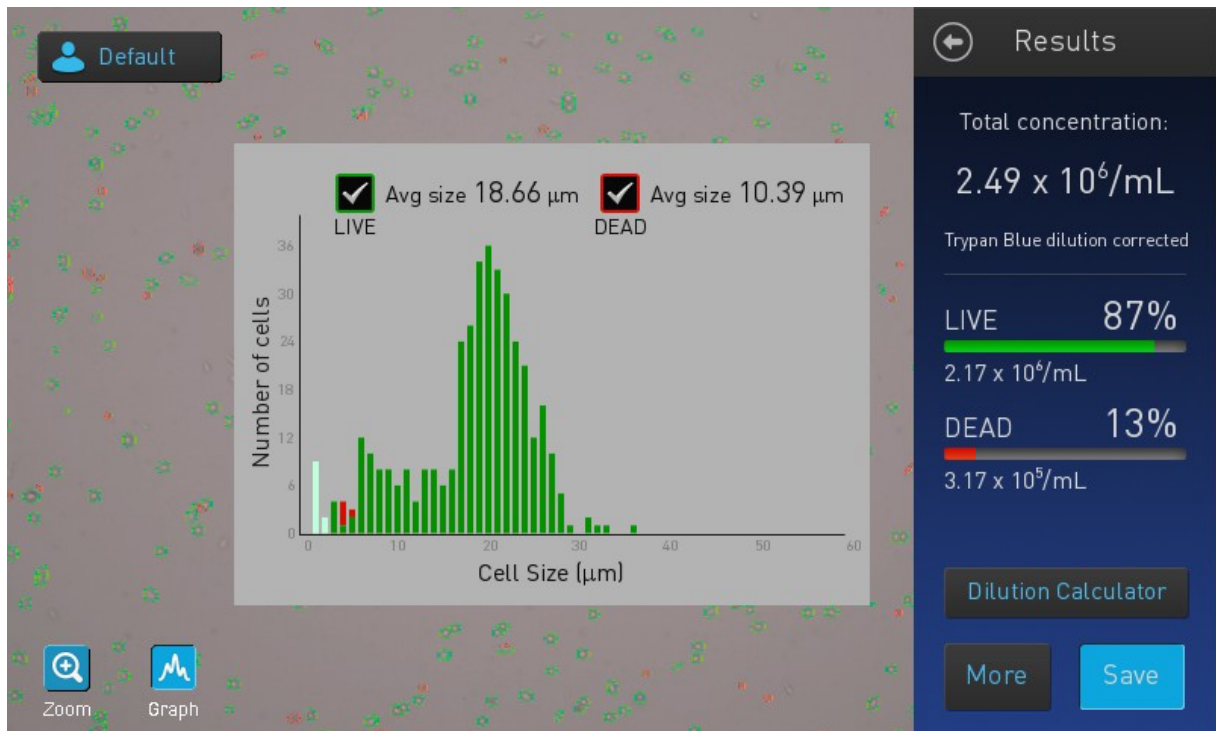 Default
Results
Total concentration:
2.49 x 10⁶/mL
Trypan Blue dilution corrected
LIVE 87%
2.17 x 10⁶/mL
DEAD 13%
3.17 x 10⁵/mL
Dilution Calculator
More Save
Avg size 18.66 μm Avg size 10.39 μm
LIVE DEAD
Number of cells
36
30
24
18
12
6
0
0 10 20 30 40 50 60
Cell Size (μm)
Zoom Graph